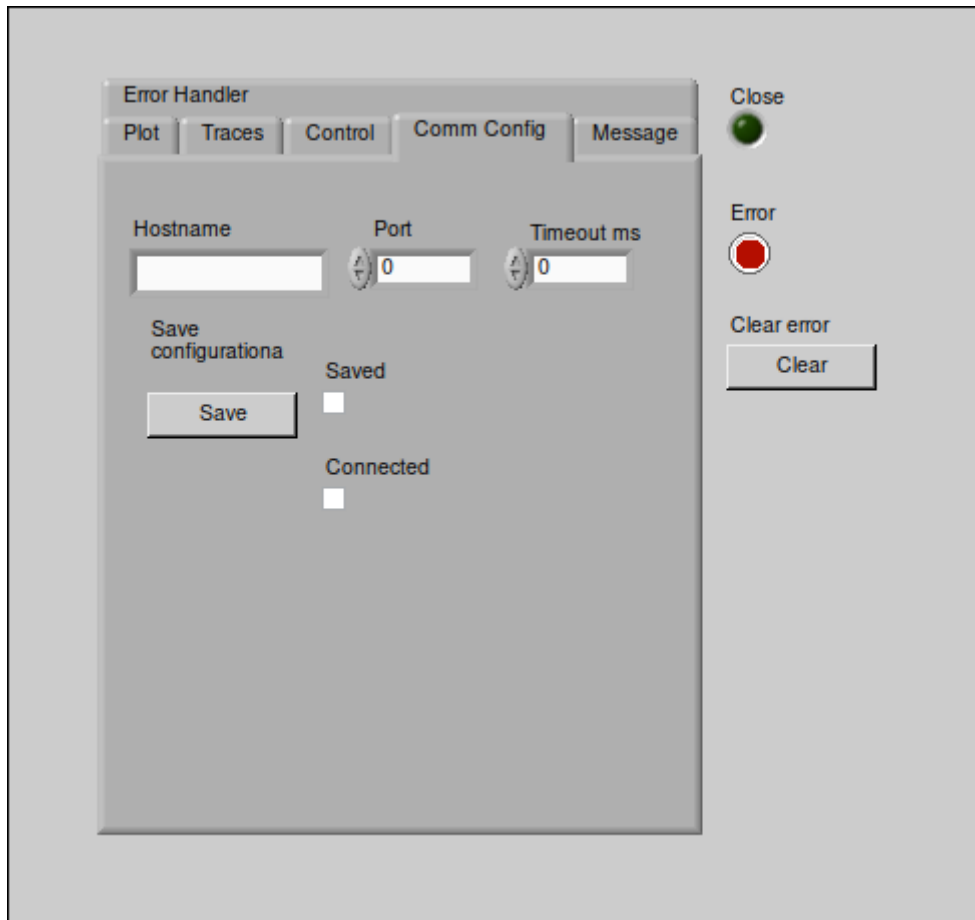 Error Handler
Plot Traces Control Comm Config Message
Close
Error
Clear error
Clear
Hostname Port Timeout ms
0 0
Save
configurationa
Save
Saved
Connected